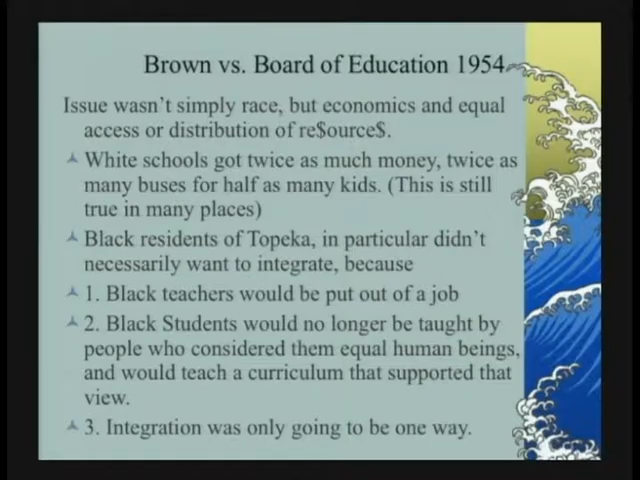 Brown vs. Board of Education 1954
Issue wasn't simply race, but economics and equal
access or distribution of re$ource$.
White schools got twice as much money, twice as
many buses for half as many kids. (This is still
true in many places)
Black residents of Topeka, in particular didn't
necessarily want to integrate, because
1. Black teachers would be put out of a job
2. Black Students would no longer be taught by
people who considered them equal human beings,
and would teach a curriculum that supported that
view.
3. Integration was only going to be one way.